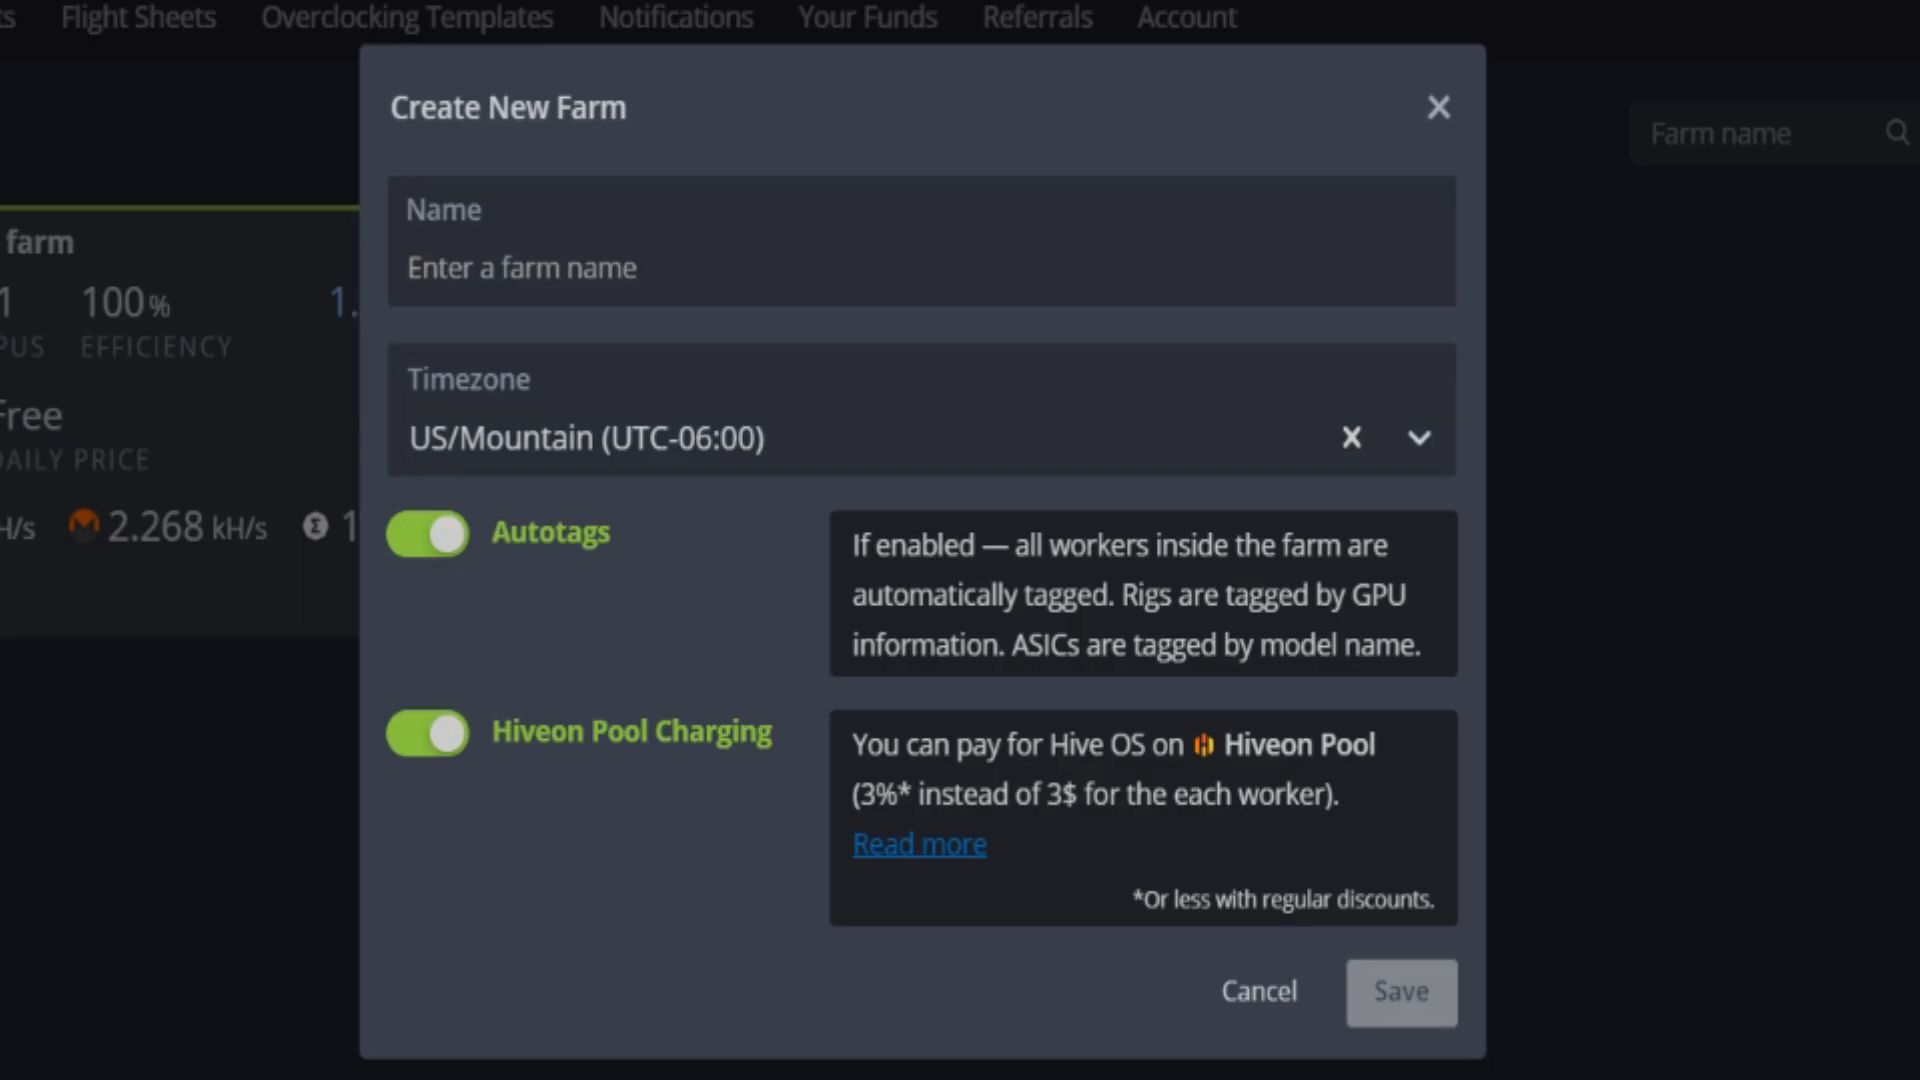 Flight Sheets Overclocking Templates Notifications Your Funds Referrals Account
Create New Farm
Farm name
Name
Enter a farm name
farm
1 100% 1.
EFFICIENCY
Timezone
US/Mountain (UTC-06:00)
Free
DAILY PRICE
H/s 2.268 kH/s 1
Autotags
If enabled — all workers inside the farm are
automatically tagged. Rigs are tagged by GPU
information. ASICs are tagged by model name.
Hiveon Pool Charging
You can pay for Hive OS on Hiveon Pool
(3%* instead of 3$ for the each worker).
Read more
*Or less with regular discounts.
Cancel
Save